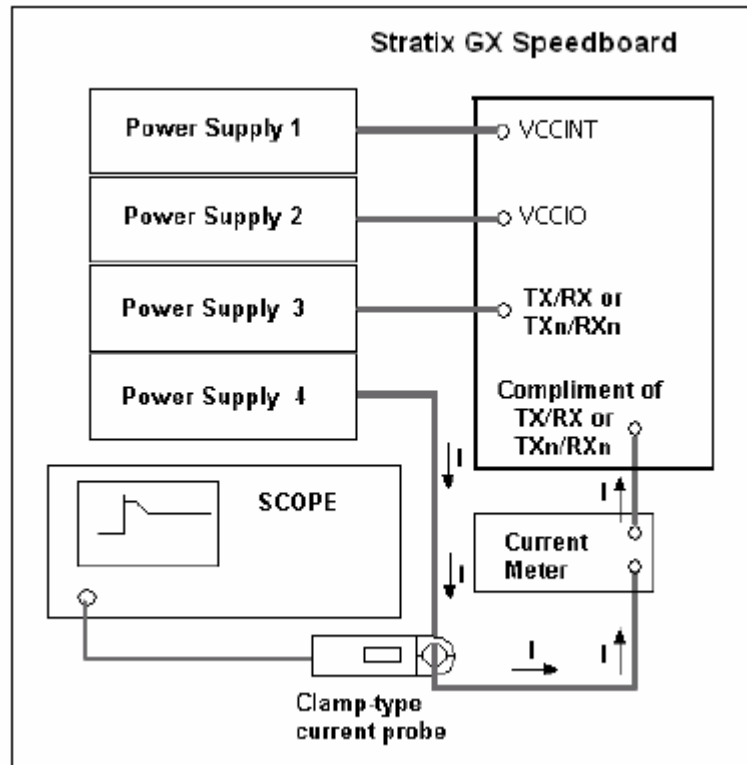 Stratix GX Speedboard
Power Supply 1
VCCINT
Power Supply 2
VCCIO
Power Supply 3
TX/RX or
TXn/RXn
Power Supply 4
Compliment of
TX/RX or
TXn/RXn
I
I
SCOPE
Current
Meter
I
I
I
Clamp-type
current probe